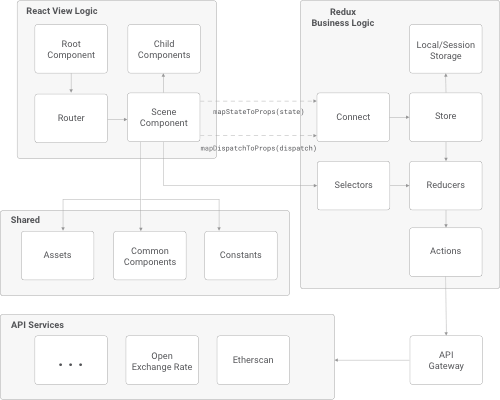 React View Logic
Root
Component
Child
Components
Router
Scene
Component
mapStateToProps(state)
mapDispatchToProps(dispatch)
Redux
Business Logic
Local/Session
Storage
Connect
Store
Selectors
Reducers
Actions
Shared
Assets
Common
Components
Constants
API Services
...
Open
Exchange Rate
Etherscan
API
Gateway